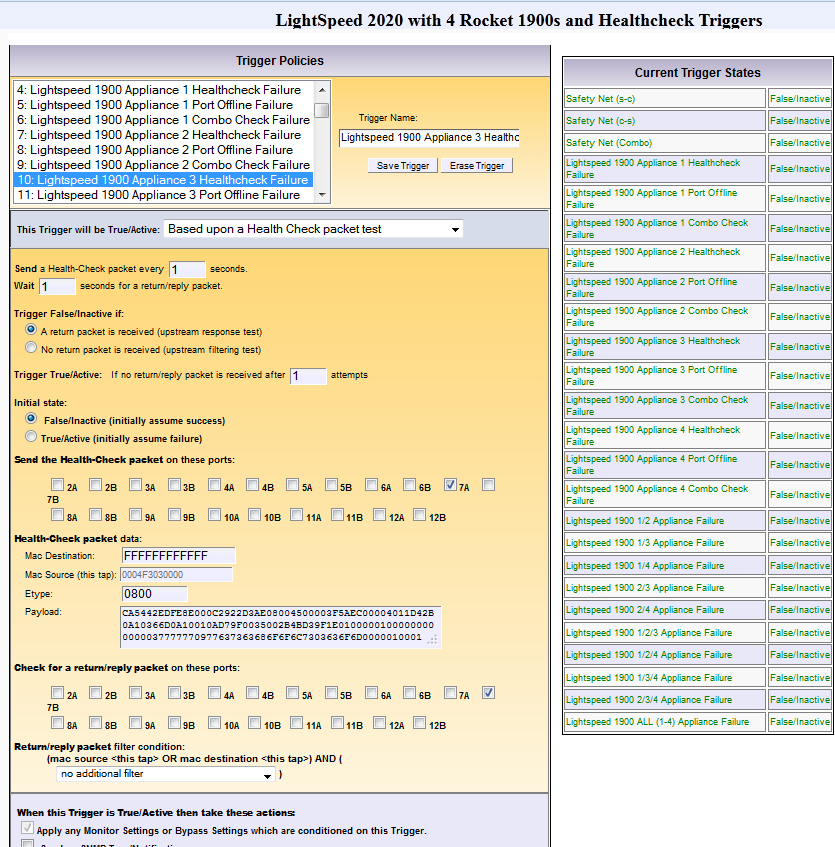 LightSpeed 2020 with 4 Rocket 1900s and Healthcheck Triggers
Trigger Policies
4: Lightspeed 1900 Appliance 1 Healthcheck Failure
5: Lightspeed 1900 Appliance 1 Port Offline Failure
6: Lightspeed 1900 Appliance 1 Combo Check Failure
7: Lightspeed 1900 Appliance 2 Healthcheck Failure
8: Lightspeed 1900 Appliance 2 Port Offline Failure
9: Lightspeed 1900 Appliance 2 Combo Check Failure
10: Lightspeed 1900 Appliance 3 Healthcheck Failure
11: Lightspeed 1900 Appliance 3 Port Offline Failure
Trigger Name:
Lightspeed 1900 Appliance 3 Healthc
Save Trigger Erase Trigger
This Trigger will be True/Active: Based upon a Health Check packet test
Send a Health-Check packet every 1 seconds.
Wait 1 seconds for a return/reply packet.
Trigger False/Inactive if:
A return packet is received (upstream response test)
No return packet is received (upstream filtering test)
Trigger True/Active: If no return/reply packet is received after 1 attempts
Initial state:
False/Inactive (initially assume success)
True/Active (initially assume failure)
Send the Health-Check packet on these ports:
2A 2B 3A 3B 4A 4B 5A 5B 6A 6B 7A
7B
8A 8B 9A 9B 10A 10B 11A 11B 12A 12B
Health-Check packet data:
Mac Destination: FFFFFFFFFFFF
Mac Source (this tap): 0004F3030000
Etype: 0800
Payload: CA5442EDFE8E000C2922D3AE08004500003F5AEC00004011D42B
0A10366D0A10010AD79F0035002B4BD39F1E0100000100000000
0000037777770977637363686F6F6C7303636F6D0000010001
Check for a return/reply packet on these ports:
2A 2B 3A 3B 4A 4B 5A 5B 6A 6B 7A
7B
8A 8B 9A 9B 10A 10B 11A 11B 12A 12B
Return/reply packet filter condition:
(mac source <this tap> OR mac destination <this tap>) AND (
no additional filter )
When this Trigger is True/Active then take these actions:
Apply any Monitor Settings or Bypass Settings which are conditioned on this Trigger.
Current Trigger States
Safety Net (s-c) False/Inactive
Safety Net (c-s) False/Inactive
Safety Net (Combo) False/Inactive
Lightspeed 1900 Appliance 1 Healthcheck
Failure False/Inactive
Lightspeed 1900 Appliance 1 Port Offline
Failure False/Inactive
Lightspeed 1900 Appliance 1 Combo Check
Failure False/Inactive
Lightspeed 1900 Appliance 2 Healthcheck
Failure False/Inactive
Lightspeed 1900 Appliance 2 Port Offline
Failure False/Inactive
Lightspeed 1900 Appliance 2 Combo Check
Failure False/Inactive
Lightspeed 1900 Appliance 3 Healthcheck
Failure False/Inactive
Lightspeed 1900 Appliance 3 Port Offline
Failure False/Inactive
Lightspeed 1900 Appliance 3 Combo Check
Failure False/Inactive
Lightspeed 1900 Appliance 4 Healthcheck
Failure False/Inactive
Lightspeed 1900 Appliance 4 Port Offline
Failure False/Inactive
Lightspeed 1900 Appliance 4 Combo Check
Failure False/Inactive
Lightspeed 1900 1/2 Appliance Failure False/Inactive
Lightspeed 1900 1/3 Appliance Failure False/Inactive
Lightspeed 1900 1/4 Appliance Failure False/Inactive
Lightspeed 1900 2/3 Appliance Failure False/Inactive
Lightspeed 1900 2/4 Appliance Failure False/Inactive
Lightspeed 1900 1/2/3 Appliance Failure False/Inactive
Lightspeed 1900 1/2/4 Appliance Failure False/Inactive
Lightspeed 1900 1/3/4 Appliance Failure False/Inactive
Lightspeed 1900 2/3/4 Appliance Failure False/Inactive
Lightspeed 1900 ALL (1-4) Appliance Failure False/Inactive